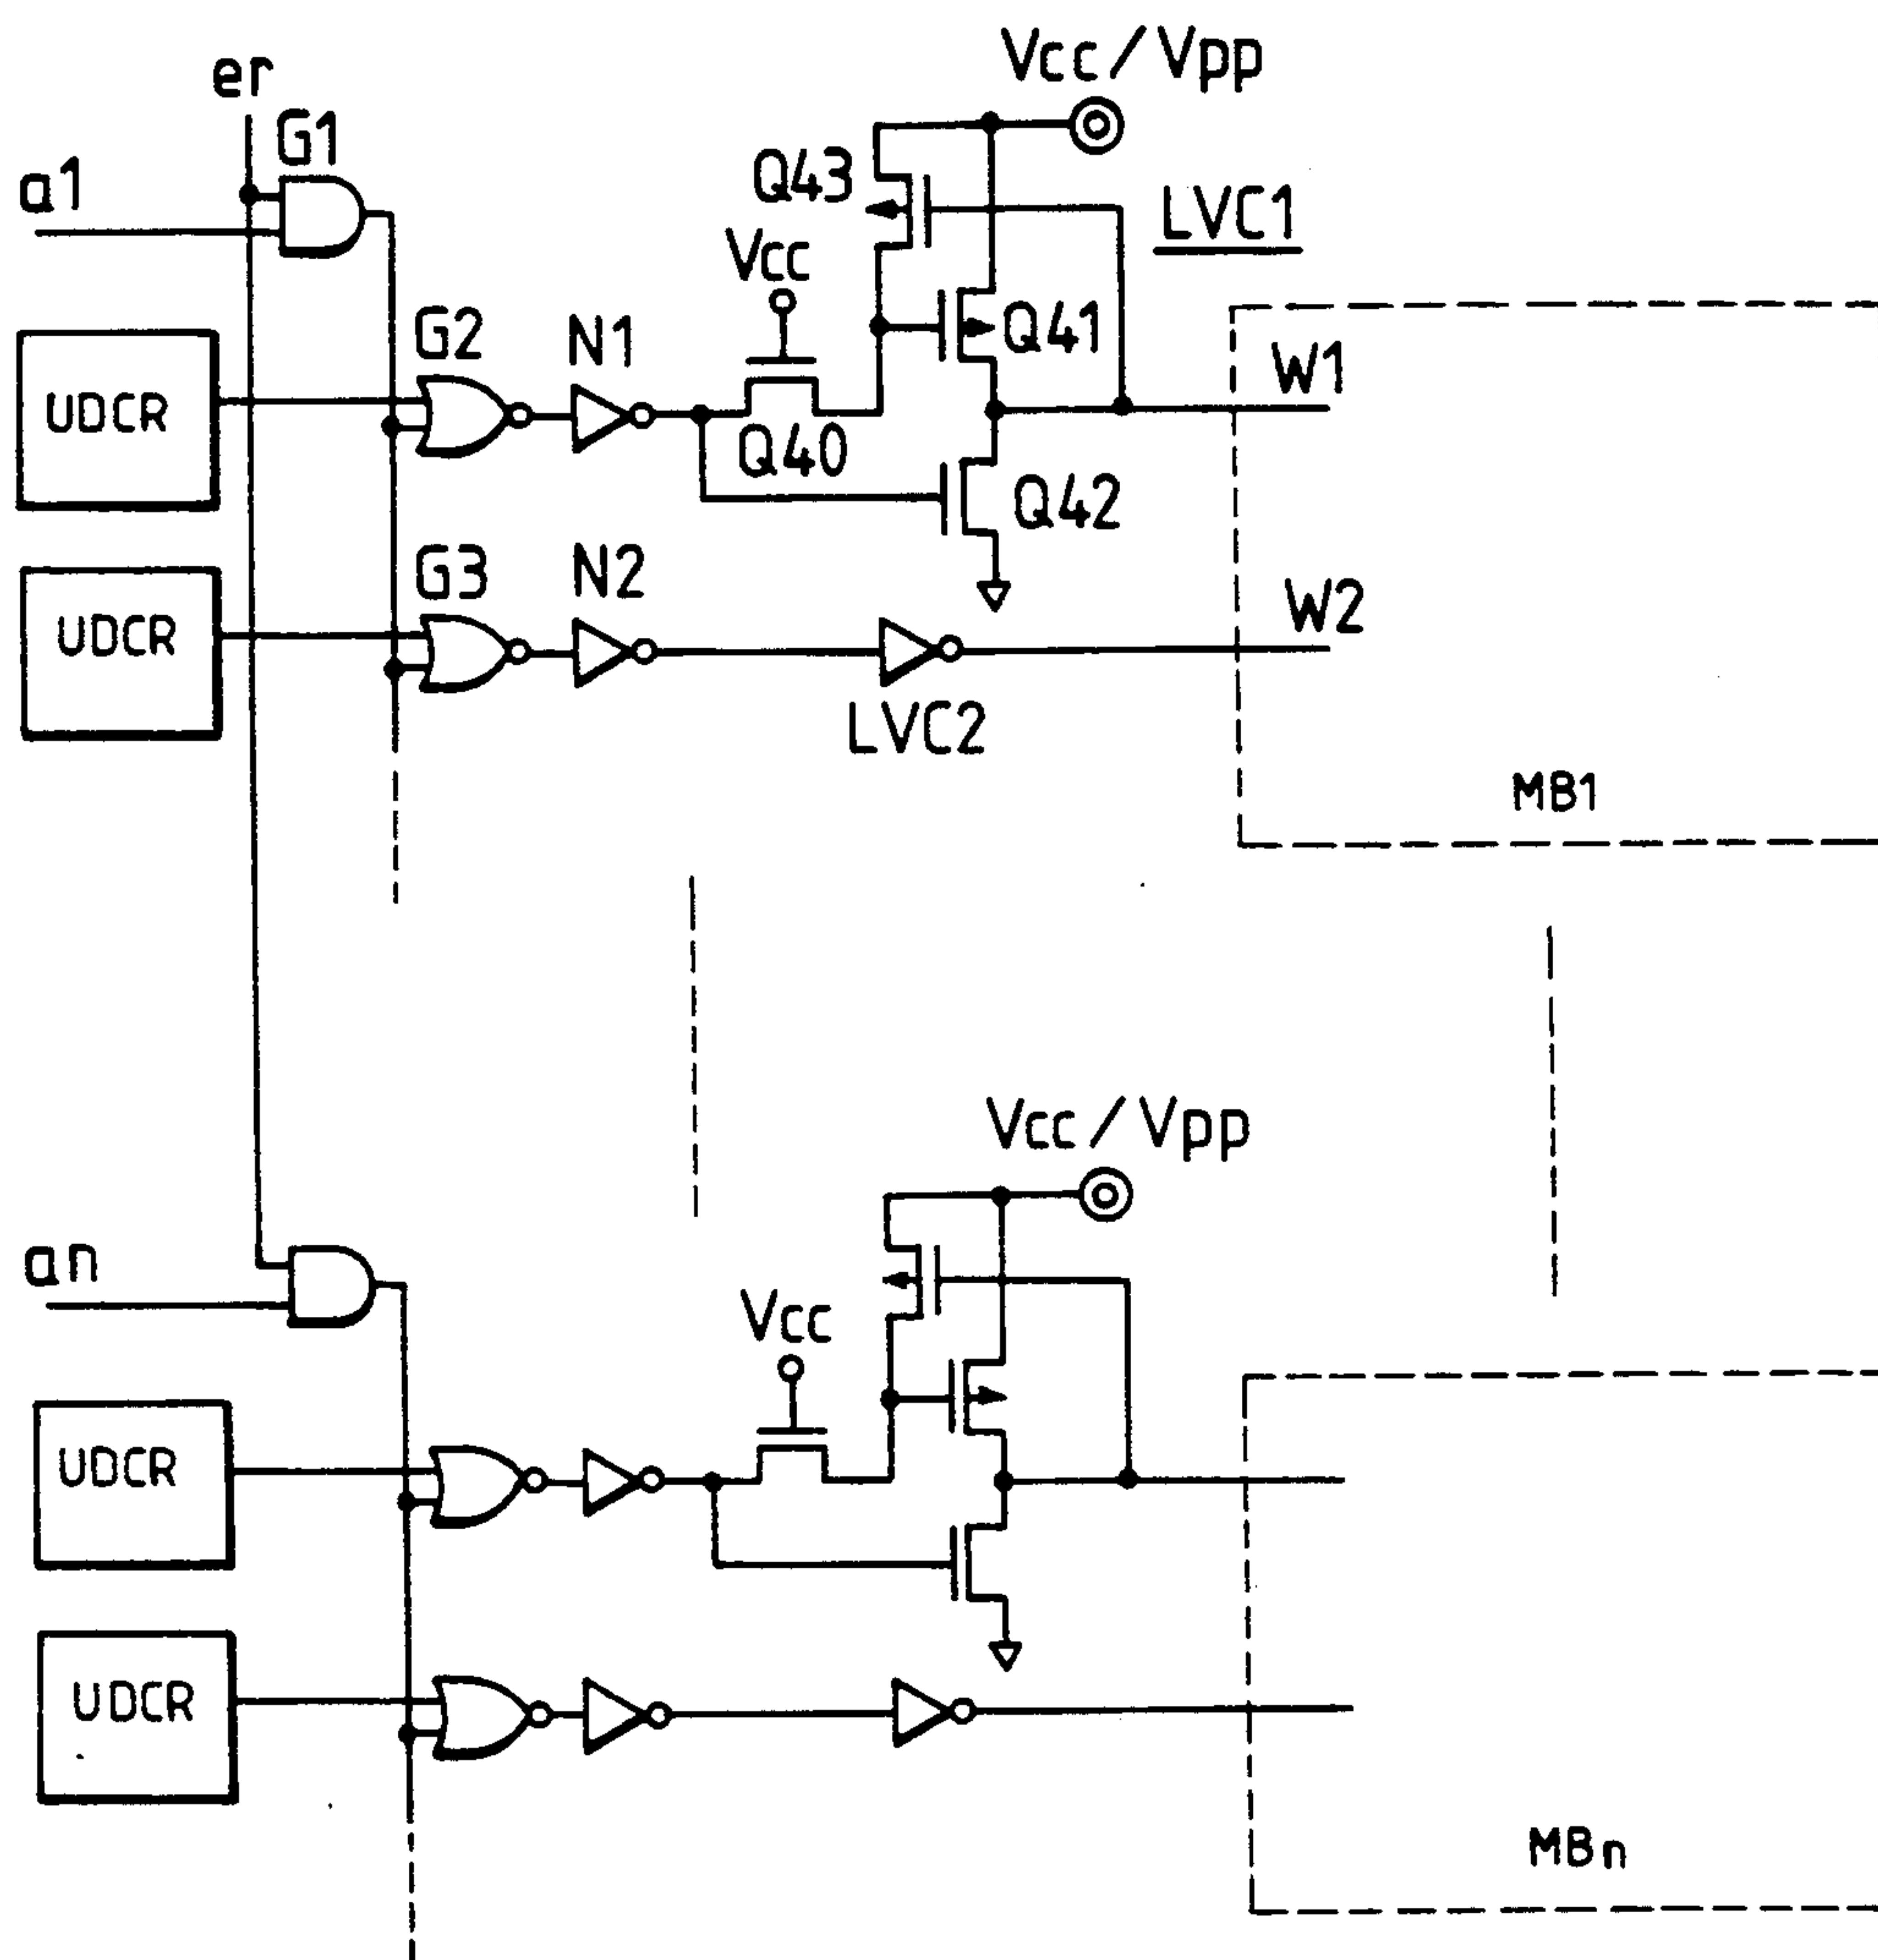 Vcc/Vpp
er
G1
a1
Q43
LVC1
Vcc
G2
N1
Q41
W1
UDCR
Q40
Q42
G3
N2
W2
UDCR
LVC2
MB1
Vcc/Vpp
an
Vcc
UDCR
UDCR
MBn